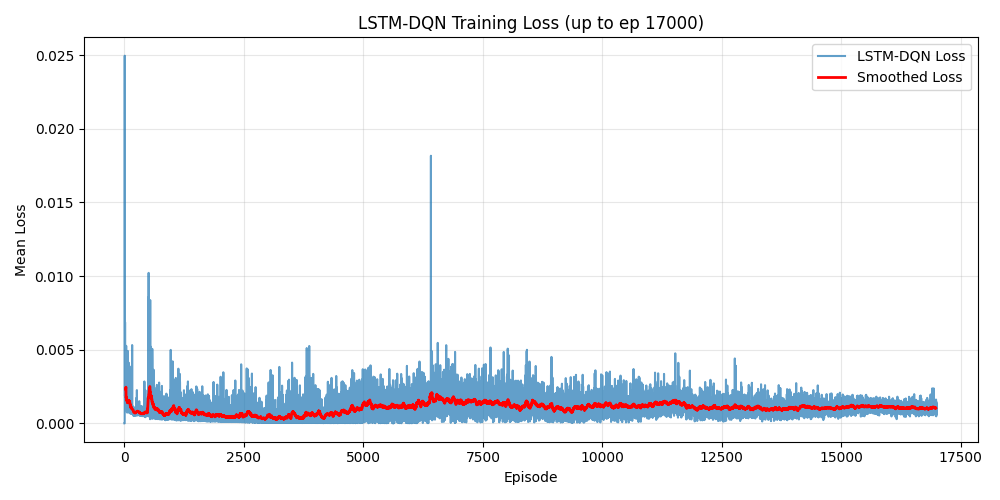 LSTM-DQN Training Loss (up to ep 17000)
LSTM-DQN Loss
Smoothed Loss
Mean Loss
0.025
0.020
0.015
0.010
0.005
0.000
0
2500
5000
7500
10000
12500
15000
17500
Episode